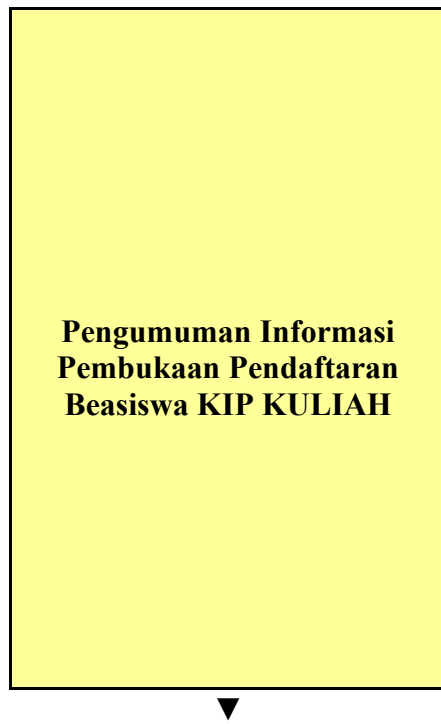 Pengumuman Informasi
Pembukaan Pendaftaran
Beasiswa KIP KULIAH